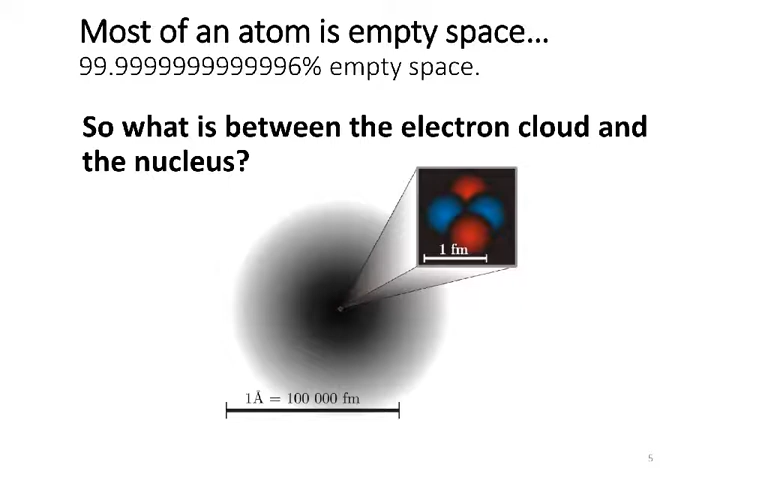 Most of an atom is empty space…
99.9999999999996% empty space.
So what is between the electron cloud and
the nucleus?
1 fm
1Å = 100 000 fm
5